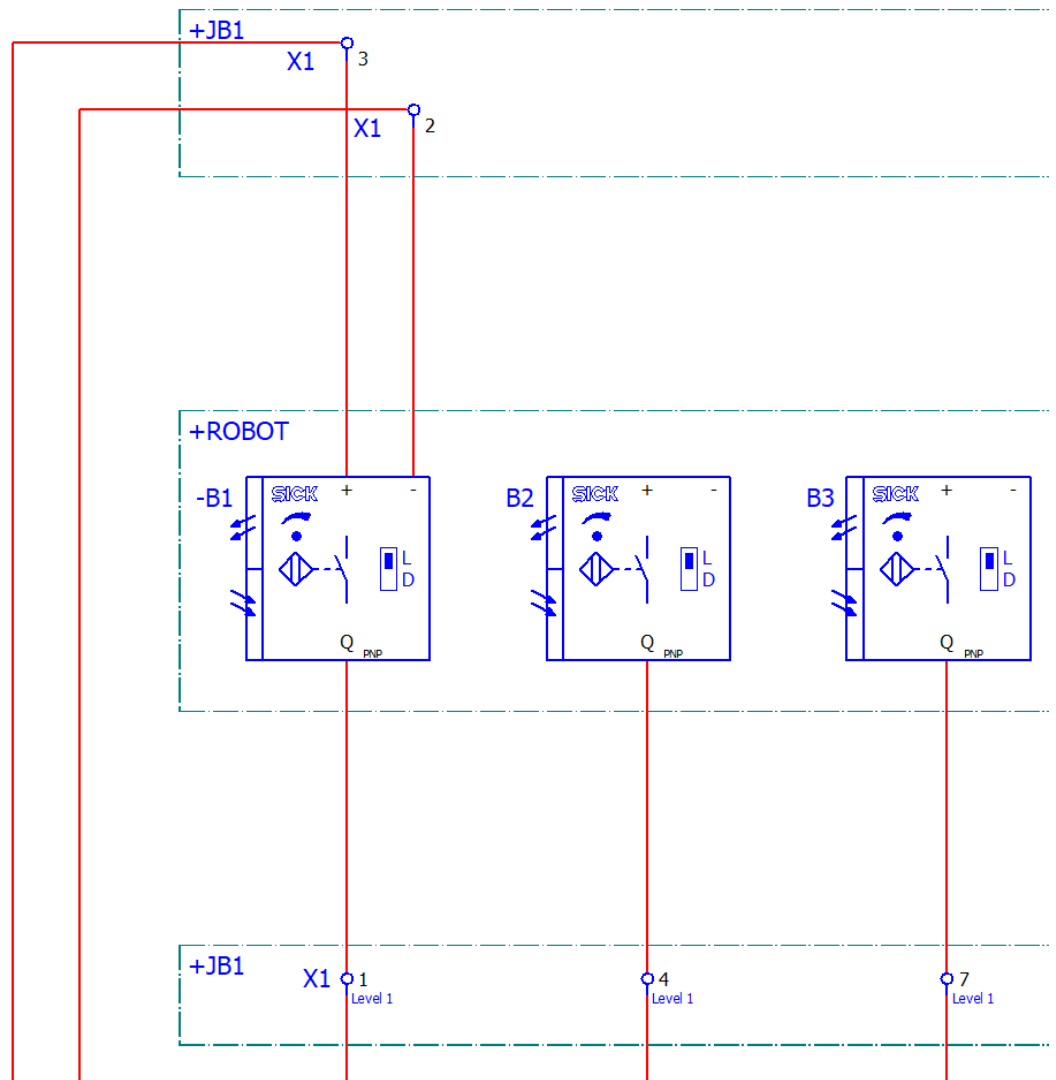 +JB1
X1 3
X1 2
+ROBOT
-B1 SICK + -
B2 SICK + -
B3 SICK + -
L
D
L
D
L
D
Q PNP
Q PNP
Q PNP
+JB1
X1 1 4 7
Level 1 Level 1 Level 1